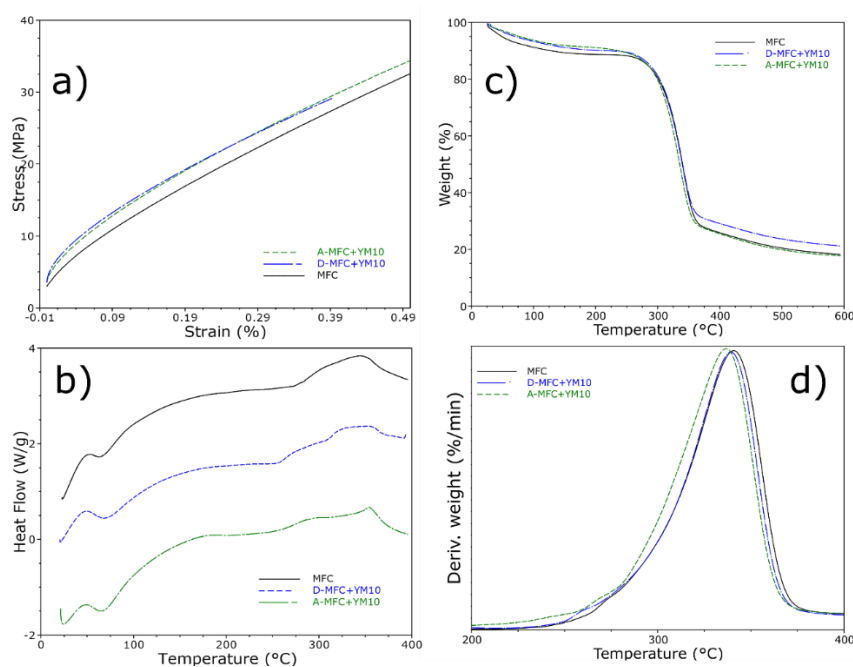 a)
Stress (MPa)
40
30
20
10
0
A-MFC+YM10
D-MFC+YM10
MFC
-0.01 0.09 0.19 0.29 0.39 0.49
Strain (%)
c)
Weight (%)
100
80
60
40
20
0
MFC
D-MFC+YM10
A-MFC+YM10
0 100 200 300 400 500 600
Temperature (°C)
b)
Heat Flow (W/g)
4
2
0
-2
MFC
D-MFC+YM10
A-MFC+YM10
0 100 200 300 400
Temperature (°C)
d)
Deriv. weight (%/min)
MFC
D-MFC+YM10
A-MFC+YM10
200 300 400
Temperature (°C)